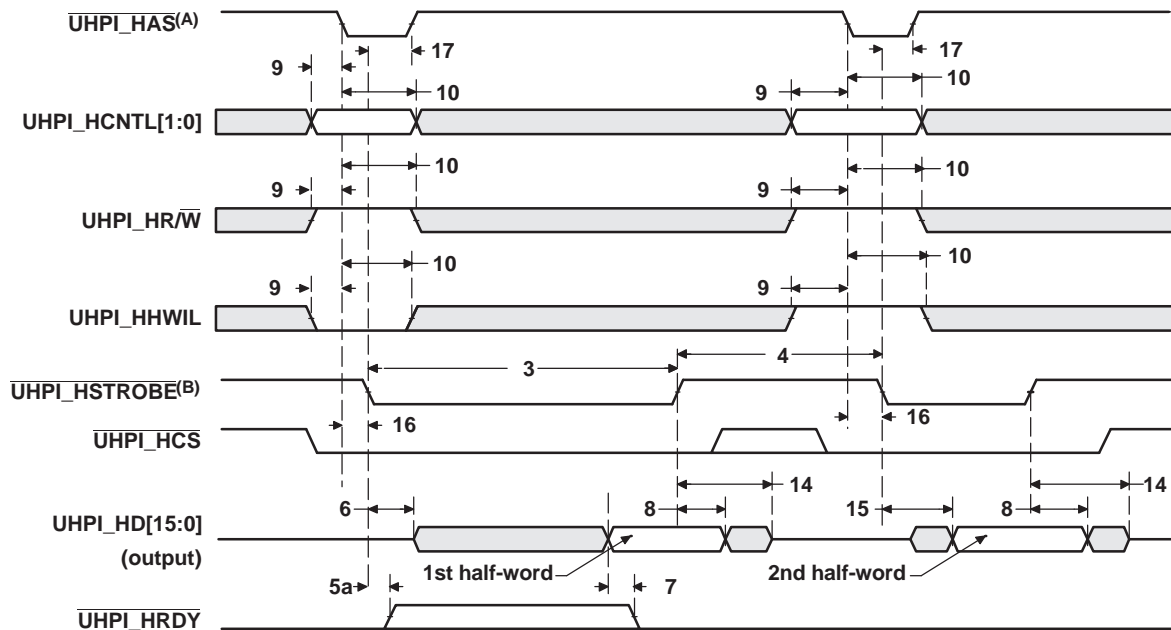 UHPI_HAS(A)
17
17
9
10
9
10
UHPI_HCNTL[1:0]
10
10
9
9
UHPI_HR/W
10
10
9
9
UHPI_HHWIL
3
4
UHPI_HSTROBE(B)
16
16
UHPI_HCS
14
14
6
8
15
8
UHPI_HD[15:0]
(output)
1st half-word
2nd half-word
5a
7
UHPI_HRDY